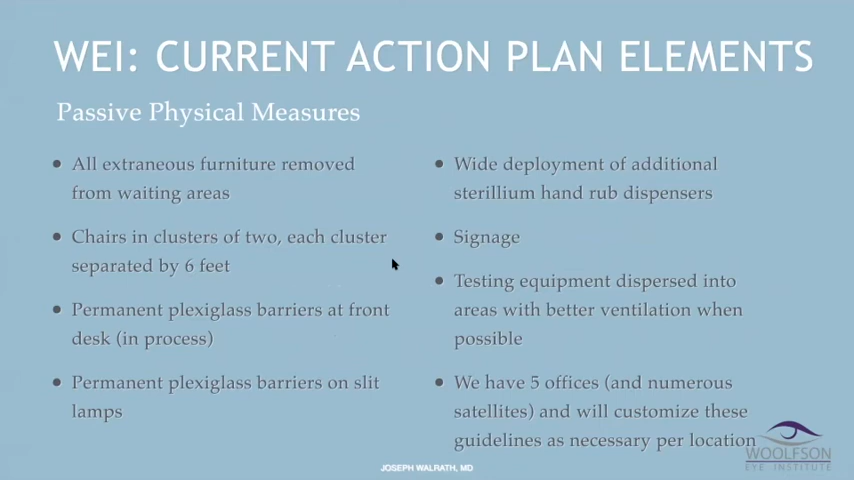 WEI: CURRENT ACTION PLAN ELEMENTS
Passive Physical Measures
• All extraneous furniture removed
from waiting areas
• Chairs in clusters of two, each cluster
separated by 6 feet
• Permanent plexiglass barriers at front
desk (in process)
• Permanent plexiglass barriers on slit
lamps
• Wide deployment of additional
sterillium hand rub dispensers
• Signage
• Testing equipment dispersed into
areas with better ventilation when
possible
• We have 5 offices (and numerous
satellites) and will customize these
guidelines as necessary per location
WOOLFSON
EYE INSTITUTE
JOSEPH WALRATH, MD